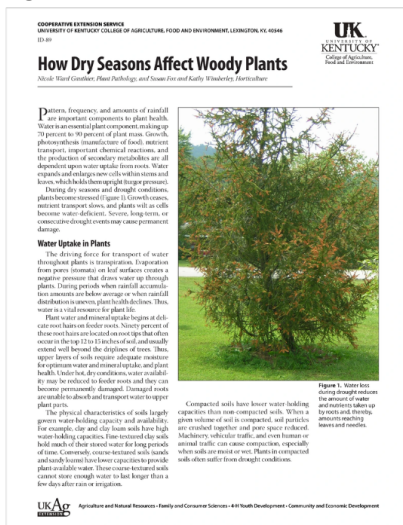 COOPERATIVE EXTENSION SERVICE
UNIVERSITY OF KENTUCKY COLLEGE OF AGRICULTURE, FOOD AND ENVIRONMENT, LEXINGTON, KY, 40546
ID-89
UK
UNIVERSITY OF
KENTUCKY
College of Agriculture,
Food and Environment
How Dry Seasons Affect Woody Plants
Nicole Ward Gauthier, Plant Pathology, and Susan Fox and Kathy Wimberley, Horticulture
Pattern, frequency, and amounts of rainfall
are important components to plant health.
Water is an essential plant component, making up
70 percent to 90 percent of plant mass. Growth,
photosynthesis (manufacture of food), nutrient
transport, important chemical reactions, and
the production of secondary metabolites are all
dependent upon water uptake from roots. Water
expands and enlarges new cells within stems and
leaves, which holds them upright (turgor pressure).
During dry seasons and drought conditions,
plants become stressed (Figure 1). Growth ceases,
nutrient transport slows, and plants wilt as cells
become water-deficient. Severe, long-term, or
consecutive drought events may cause permanent
damage.
Water Uptake in Plants
The driving force for transport of water
throughout plants is transpiration. Evaporation
from pores (stomata) on leaf surfaces creates a
negative pressure that draws water up through
plants. During periods when rainfall accumula-
tion amounts are below average or when rainfall
distribution is uneven, plant health declines. Thus,
water is a vital resource for plant life.
Plant water and mineral uptake begins at deli-
cate root hairs on feeder roots. Ninety percent of
these root hairs are located on root tips that often
occur in the top 12 to 15 inches of soil, and usually
extend well beyond the driplines of trees. Thus,
upper layers of soils require adequate moisture
for optimum water and mineral uptake, and plant
health. Under hot, dry conditions, water availabil-
ity may be reduced to feeder roots and they can
become permanently damaged. Damaged roots
are unable to absorb and transport water to upper
plant parts.
The physical characteristics of soils largely
govern water-holding capacity and availability.
For example, clay and clay loam soils have high
water-holding capacities. Fine-textured clay soils
hold much of their stored water for long periods
of time. Conversely, coarse-textured soils (sands
and sandy loams) have lower capacities to provide
plant-available water. These coarse-textured soils
cannot store enough water to last longer than a
few days after rain or irrigation.
Compacted soils have lower water-holding
capacities than non-compacted soils. When a
given volume of soil is compacted, soil particles
are crushed together and pore space reduced.
Machinery, vehicular traffic, and even human or
animal traffic can cause compaction, especially
when soils are moist or wet. Plants in compacted
soils often suffer from drought conditions.
Figure 1. Water loss
during drought reduces
the amount of water
and nutrients taken up
by roots and, thereby,
amounts reaching
leaves and needles.
UKAg
Agriculture and Natural Resources • Family and Consumer Sciences • 4-H Youth Development • Community and Economic Development